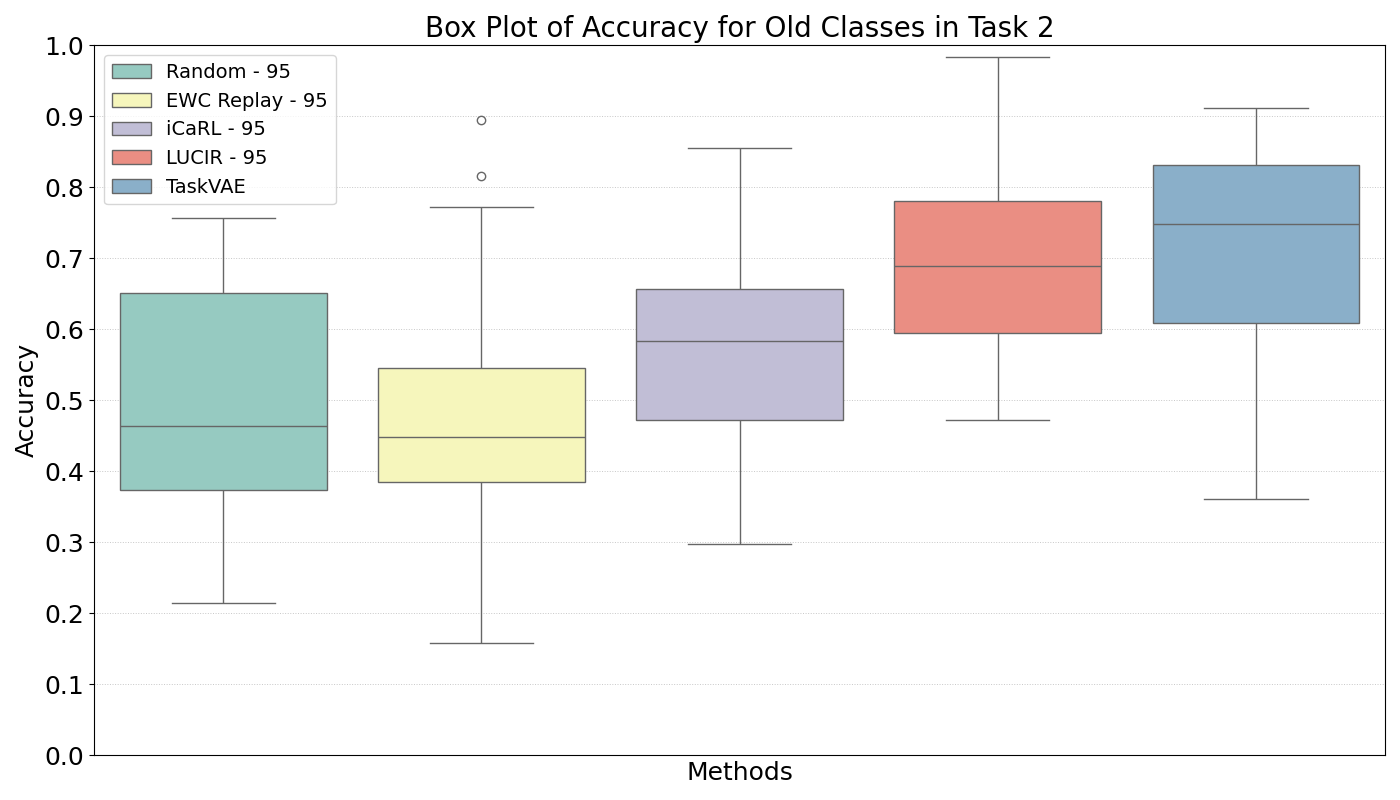 Box Plot of Accuracy for Old Classes in Task 2
1.0
0.9
0.8
0.7
0.6
0.5
0.4
0.3
0.2
0.1
0.0
Accuracy
Random - 95
EWC Replay - 95
iCaRL - 95
LUCIR - 95
TaskVAE
Methods